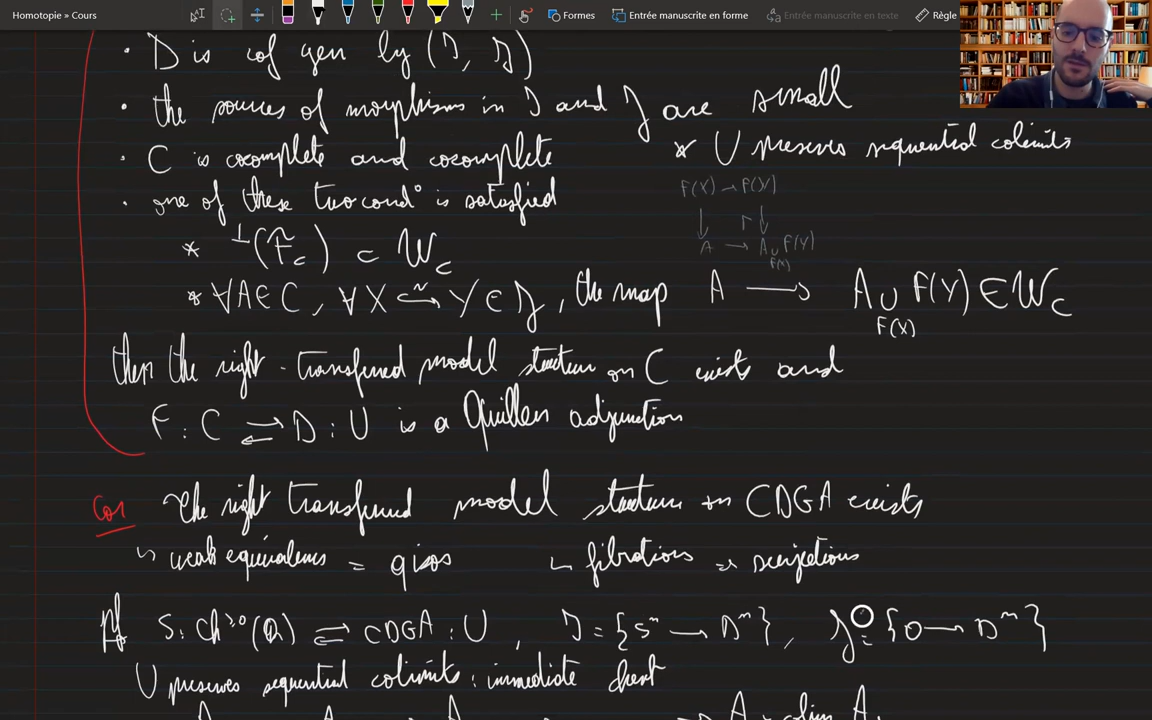 Homotopie » Cours
Formes
Entrée manuscrite en forme
Entrée manuscrite en texte
Règle
• D is cof gen by (I, J)
• the sources of morphisms in I and J are small
* U preserves sequential colimits
• C is cocomplete and cocomplete
• one of these two cond° is satisfied
F(X) → F(Y)
↓ ↓
A → A ∪ F(Y)
F(X)
* ⊥(F_C) ⊂ W_C
* ∀A∈C, ∀X ↪~ Y ∈ J, the map A ⟶ A ∪ F(Y) ∈ W_C
F(X)
then the right-transferred model structure on C exists and
F : C ⇄ D : U is a Quillen adjunction
Cor The right transferred model structure on CDGA exists
↳ weak equivalences = qisos ↳ fibrations = surjections
Pf S: Ch^{≥0}(Q) ⇄ CDGA : U, I = {S^n → D^n}, J = {0 → D^n}
U preserves sequential colimits : immediate check